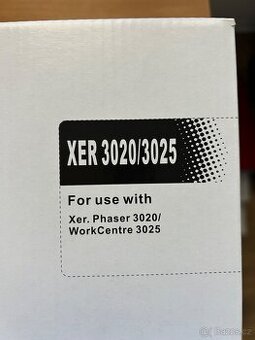 XER 3020/3025
For use with
Xer. Phaser 3020/
WorkCentre 3025